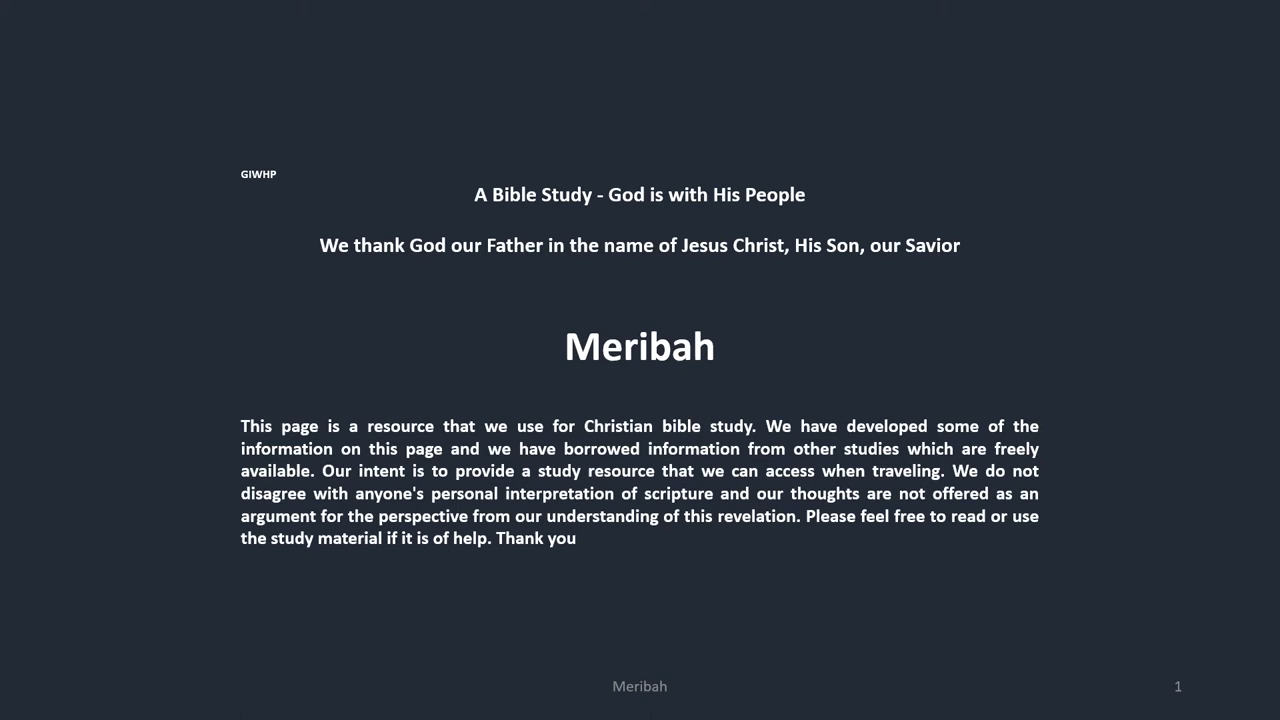 GIWHP
A Bible Study - God is with His People
We thank God our Father in the name of Jesus Christ, His Son, our Savior
Meribah
This page is a resource that we use for Christian bible study. We have developed some of the
information on this page and we have borrowed information from other studies which are freely
available. Our intent is to provide a study resource that we can access when traveling. We do not
disagree with anyone's personal interpretation of scripture and our thoughts are not offered as an
argument for the perspective from our understanding of this revelation. Please feel free to read or use
the study material if it is of help. Thank you
Meribah
1